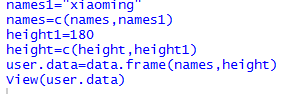 names1="xiaoming"
names=c(names,names1)
height1=180
height=c(height,height1)
user.data=data.frame(names,height)
View(user.data)